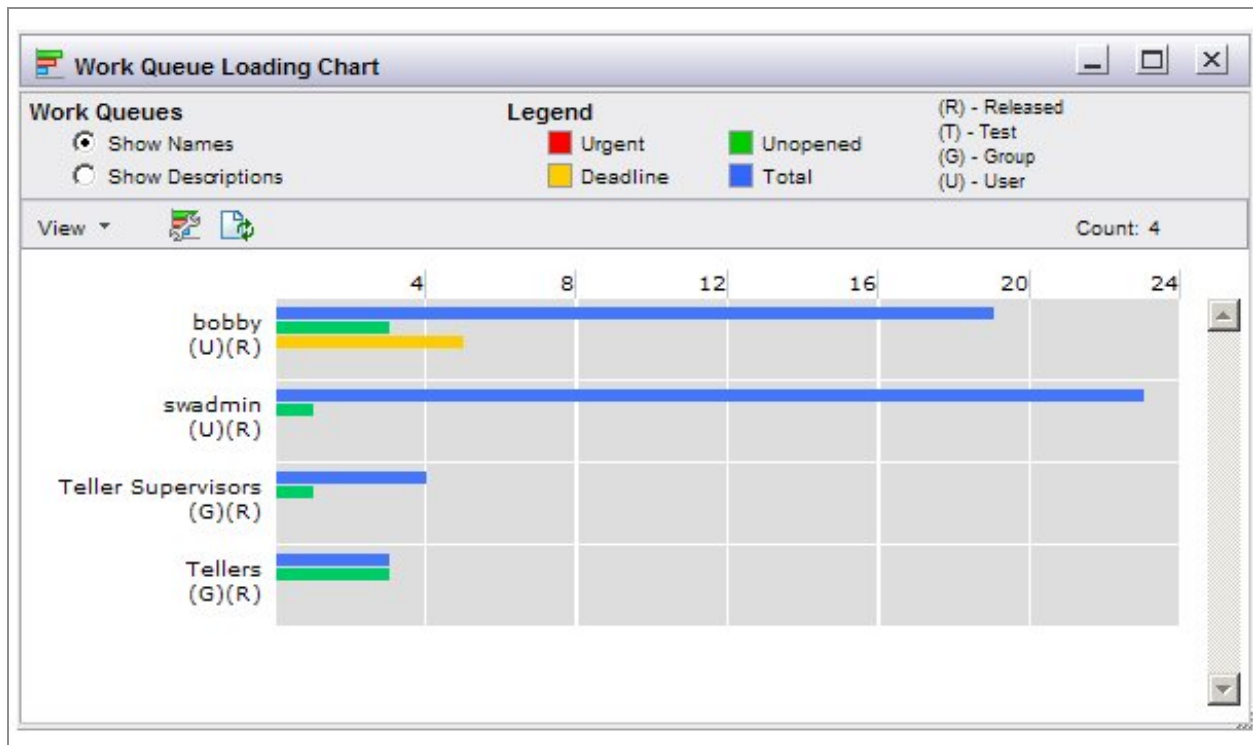 Work Queue Loading Chart
Work Queues
Show Names
Show Descriptions
Legend
Urgent
Unopened
Deadline
Total
(R) - Released
(T) - Test
(G) - Group
(U) - User
View
Count: 4
4 8 12 16 20 24
bobby
(U)(R)
swadmin
(U)(R)
Teller Supervisors
(G)(R)
Tellers
(G)(R)